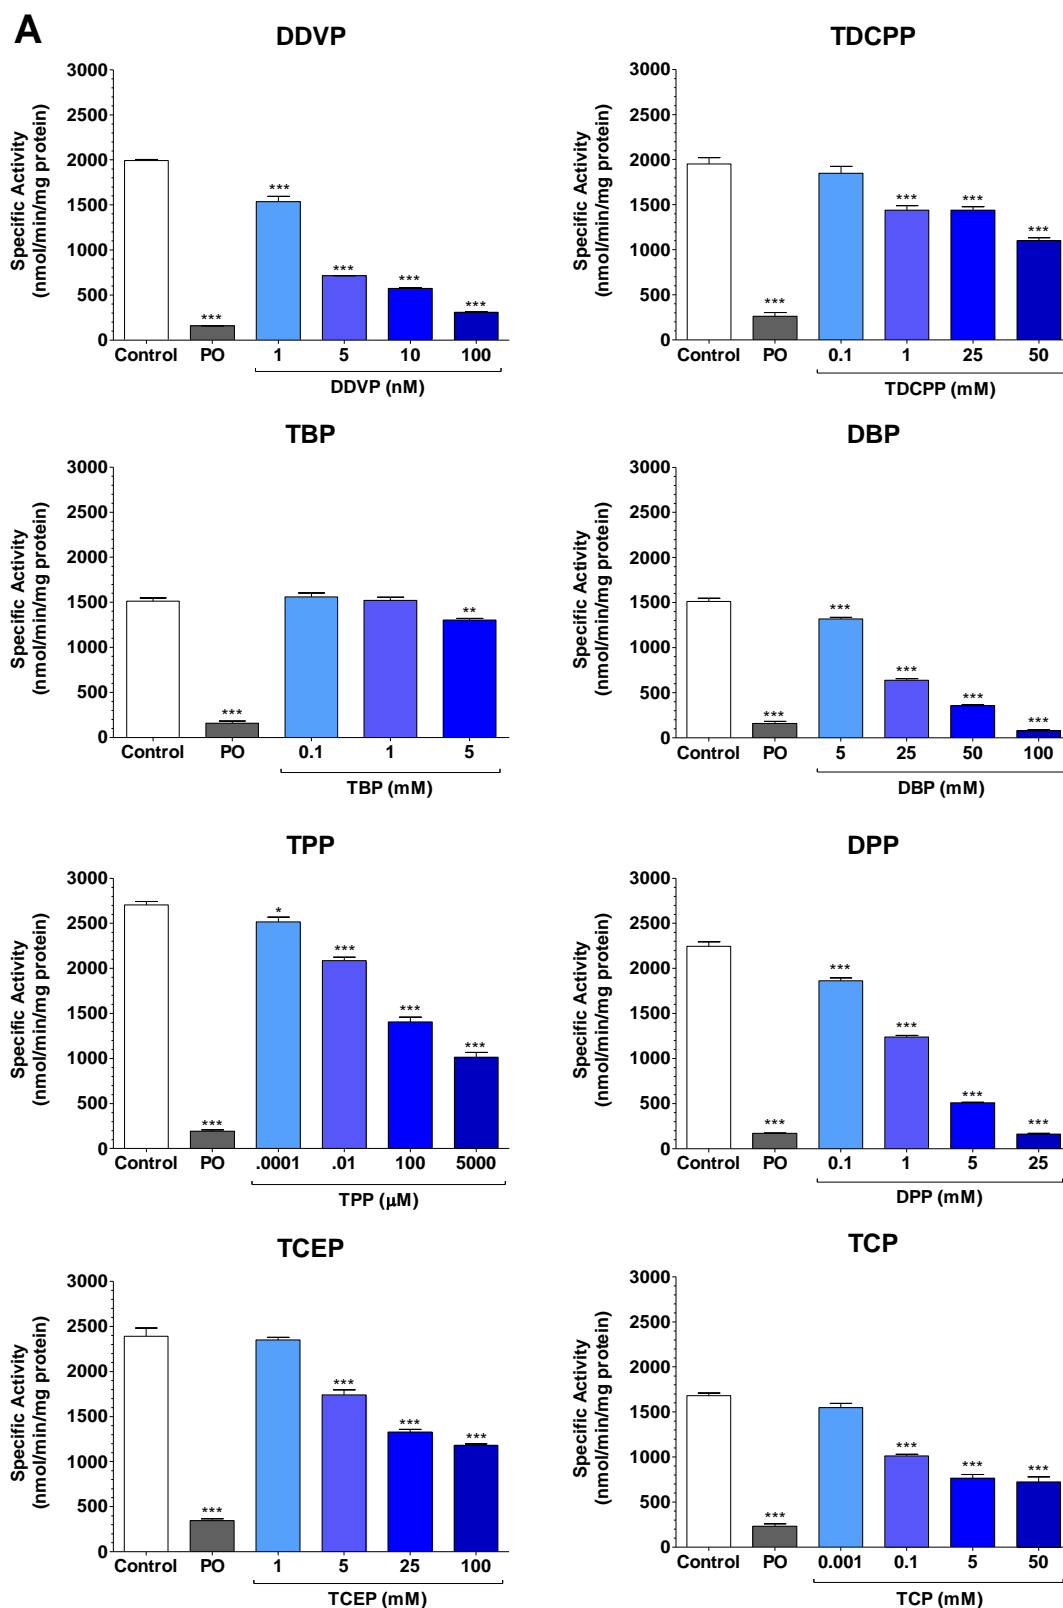 A
DDVP
Specific Activity
(nmol/min/mg protein)
3000
2500
2000
1500
1000
500
0
***
***
***
***
***
Control PO 1 5 10 100
DDVP (nM)
TDCPP
Specific Activity
(nmol/min/mg protein)
3000
2500
2000
1500
1000
500
0
***
***
***
***
Control PO 0.1 1 25 50
TDCPP (mM)
TBP
Specific Activity
(nmol/min/mg protein)
3000
2500
2000
1500
1000
500
0
***
**
Control PO 0.1 1 5
TBP (mM)
DBP
Specific Activity
(nmol/min/mg protein)
3000
2500
2000
1500
1000
500
0
***
***
***
***
***
Control PO 5 25 50 100
DBP (mM)
TPP
Specific Activity
(nmol/min/mg protein)
3000
2500
2000
1500
1000
500
0
***
*
***
***
***
Control PO .0001 .01 100 5000
TPP (µM)
DPP
Specific Activity
(nmol/min/mg protein)
3000
2500
2000
1500
1000
500
0
***
***
***
***
***
Control PO 0.1 1 5 25
DPP (mM)
TCEP
Specific Activity
(nmol/min/mg protein)
3000
2500
2000
1500
1000
500
0
***
***
***
***
Control PO 1 5 25 100
TCEP (mM)
TCP
Specific Activity
(nmol/min/mg protein)
3000
2500
2000
1500
1000
500
0
***
***
***
***
Control PO 0.001 0.1 5 50
TCP (mM)